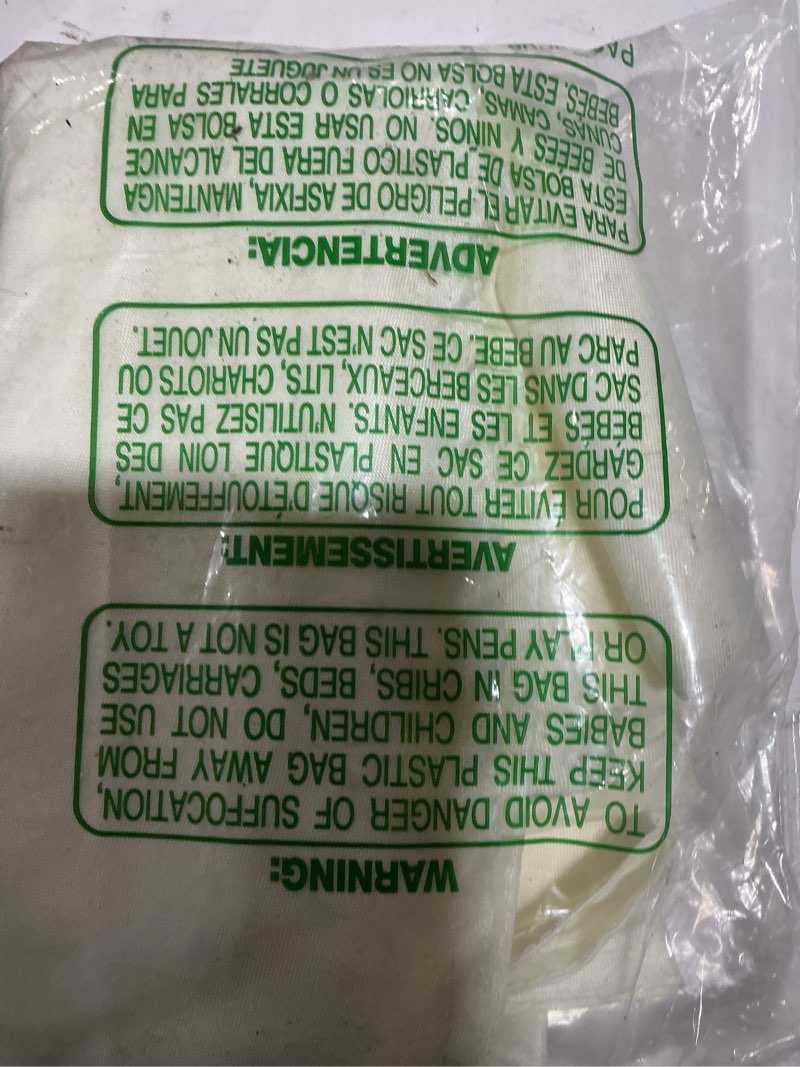 WARNING:
TO AVOID DANGER OF SUFFOCATION,
KEEP THIS PLASTIC BAG AWAY FROM
BABIES AND CHILDREN, DO NOT USE
THIS BAG IN CRIBS, BEDS, CARRIAGES
OR PLAY PENS. THIS BAG IS NOT A TOY.
AVERTISSEMENT:
POUR ÉVITER TOUT RISQUE D'ÉTOUFFEMENT,
GARDEZ CE SAC EN PLASTIQUE LOIN DES
BÉBÉS ET LES ENFANTS. N'UTILISEZ PAS CE
SAC DANS LES BERCEAUX, LITS, CHARIOTS OU
PARC AU BEBE. CE SAC N'EST PAS UN JOUET.
ADVERTENCIA:
PARA EVITAR EL PELIGRO DE ASFIXIA, MANTENGA
ESTA BOLSA DE PLASTICO FUERA DEL ALCANCE
DE BEBES Y NINOS. NO USAR ESTA BOLSA EN
CUNAS, CAMAS, CARRIOLAS O CORRALES PARA
BEBÉS. ESTA BOLSA NO ES UN JUGUETE